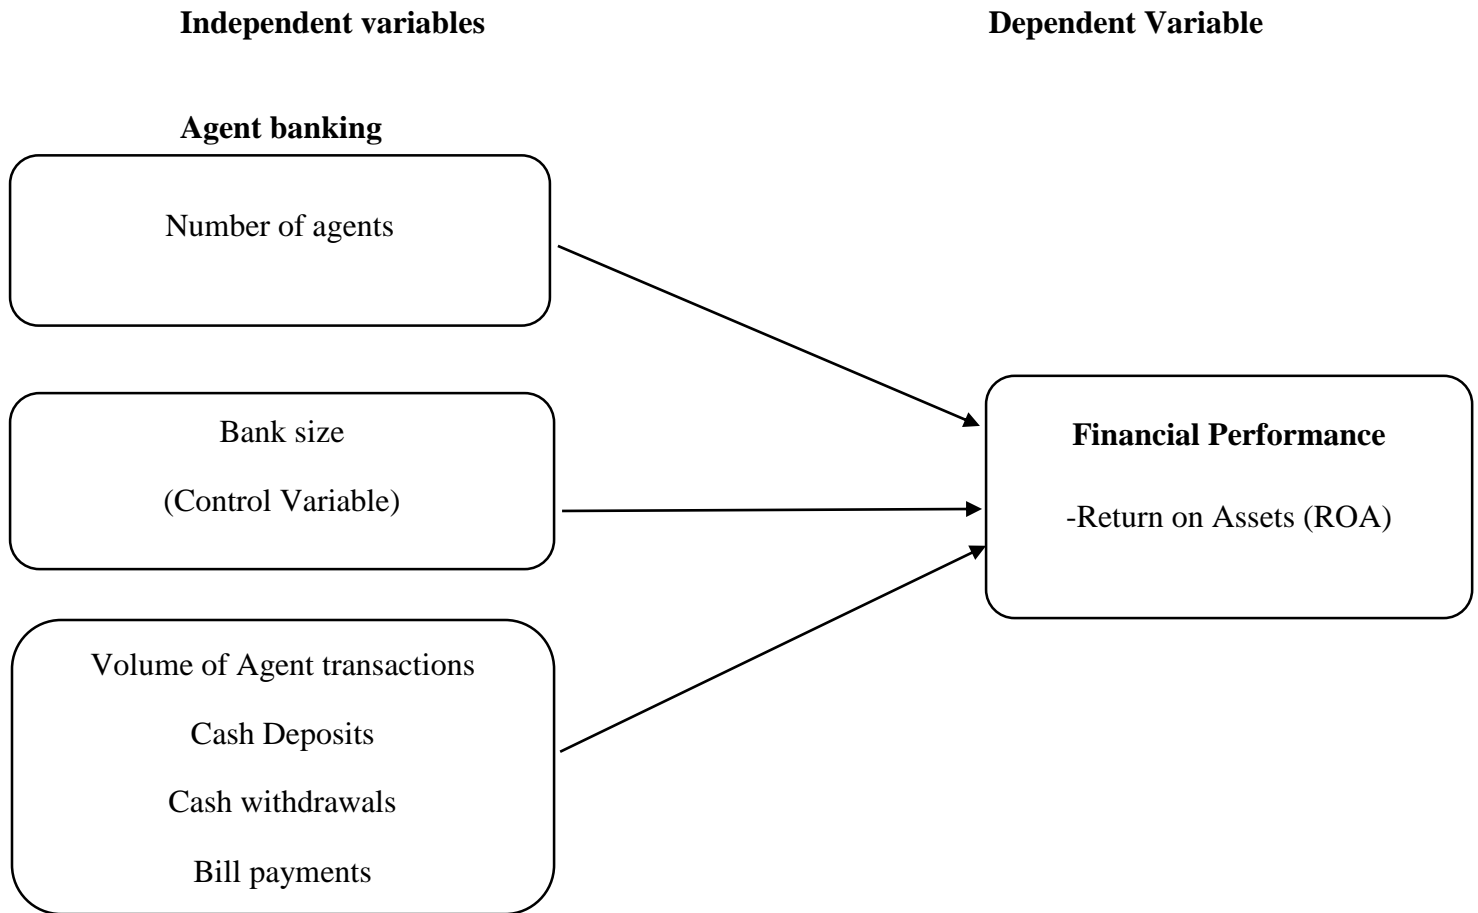 Independent variables
Dependent Variable
Agent banking
Number of agents
Bank size
(Control Variable)
Volume of Agent transactions
Cash Deposits
Cash withdrawals
Bill payments
Financial Performance
-Return on Assets (ROA)